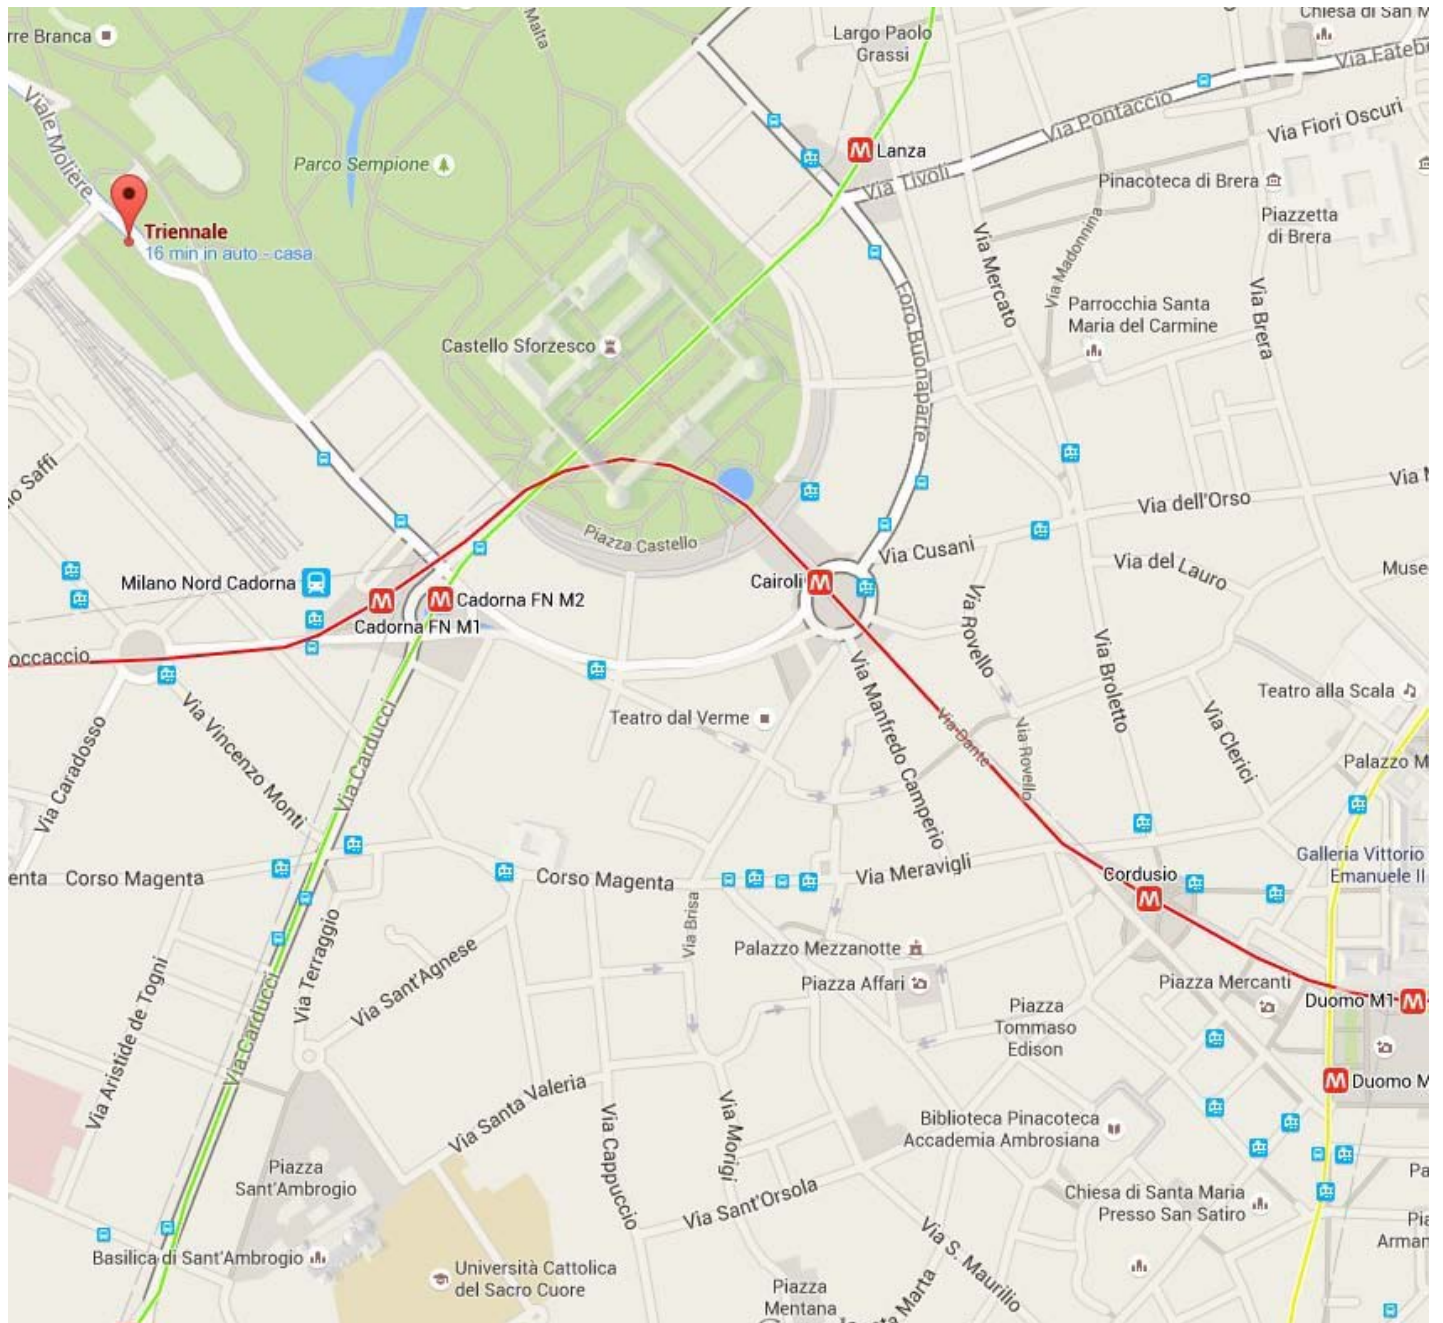 Chiesa di San M
rre Branca
Malta
Largo Paolo
Grassi
Via Fatebe
Viale Molière
Via Pontaccio
Via Fiori Oscuri
Parco Sempione
M Lanza
Via Tivoli
Pinacoteca di Brera
Piazzetta
di Brera
Triennale
16 min in auto - casa
Via Mercato
Via Madonnina
Foro Buonaparte
Via Brera
Parrocchia Santa
Maria del Carmine
Castello Sforzesco
io Saffi
Via M
Via dell'Orso
Piazza Castello
Via Cusani
Via del Lauro
Muse
Milano Nord Cadorna
M
Cadorna FN M1
M Cadorna FN M2
Cairoli M
Via Rovello
occaccio
Via Manfredo Camperio
Via Broletto
Teatro alla Scala
Via Caradosso
Via Vincenzo Monti
Via Carducci
Teatro dal Verme
Via Dante
Via Rovello
Via Clerici
Palazzo M
Galleria Vittorio
Emanuele II
enta
Corso Magenta
Corso Magenta
Via Meravigli
Cordusio
M
Via Terraggio
Via Sant'Agnese
Via Brisa
Palazzo Mezzanotte
Piazza Affari
Piazza Mercanti
Via Aristide de Togni
Via Carducci
Piazza
Tommaso
Edison
Duomo M1 M
M Duomo M
Via Santa Valeria
Via Cappuccio
Via Morigi
Biblioteca Pinacoteca
Accademia Ambrosiana
Piazza
Sant'Ambrogio
Via Sant'Orsola
Chiesa di Santa Maria
Presso San Satiro
Pa
Pia
Arman
Basilica di Sant'Ambrogio
Università Cattolica
del Sacro Cuore
Via S. Maurilio
Piazza
Mentana
Marta